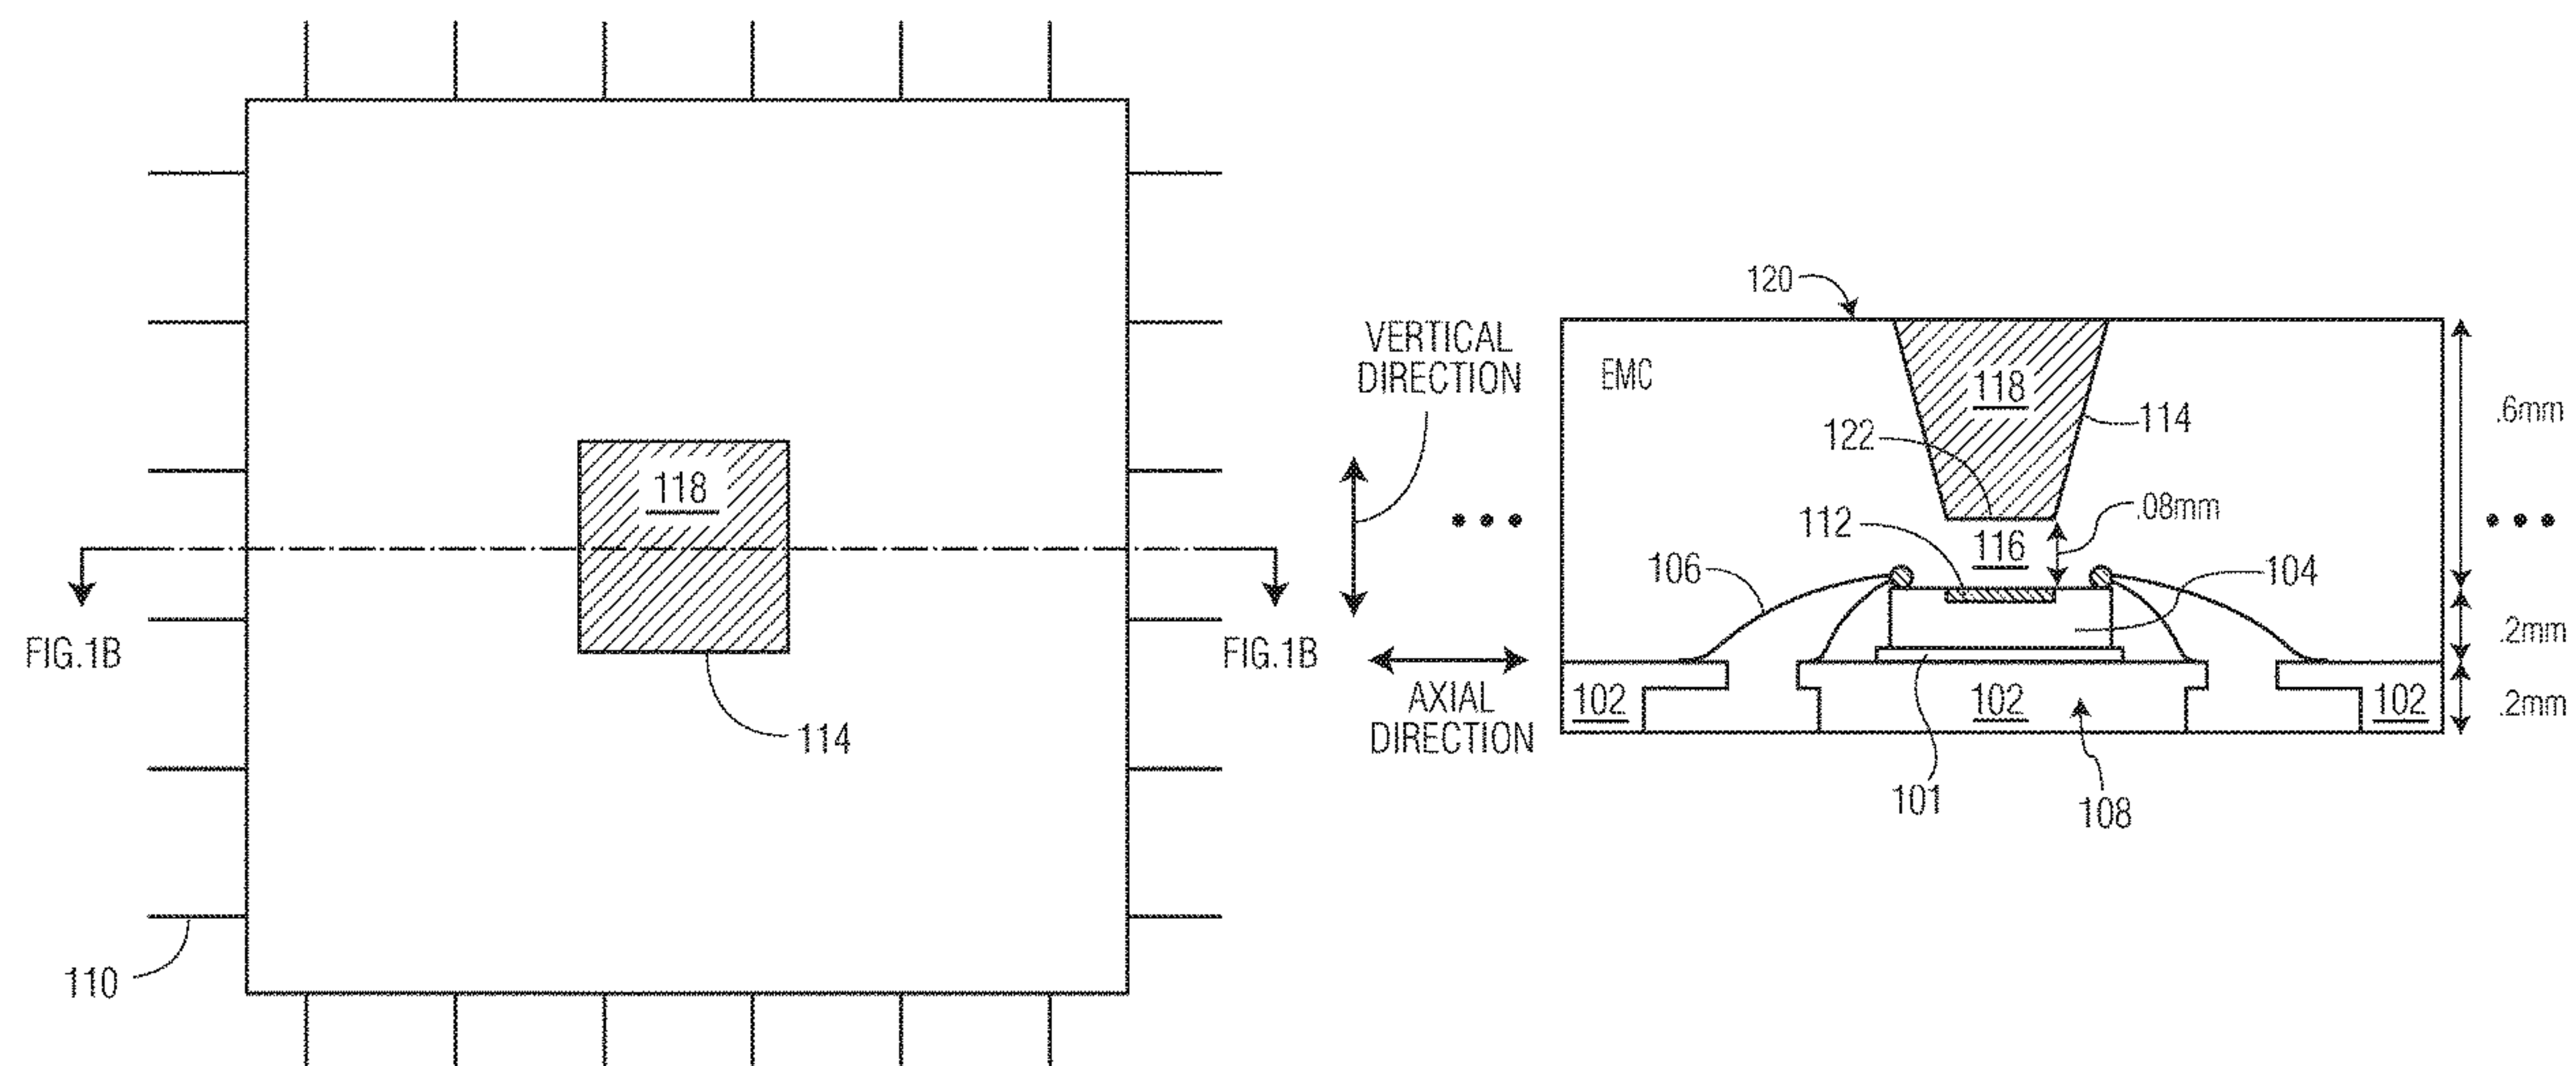 118
FIG.1B
FIG.1B
114
110
VERTICAL
DIRECTION
AXIAL
DIRECTION
120
EMC
118
114
122
.08mm
112
116
106
104
.6mm
.2mm
102
102
102
.2mm
101
108